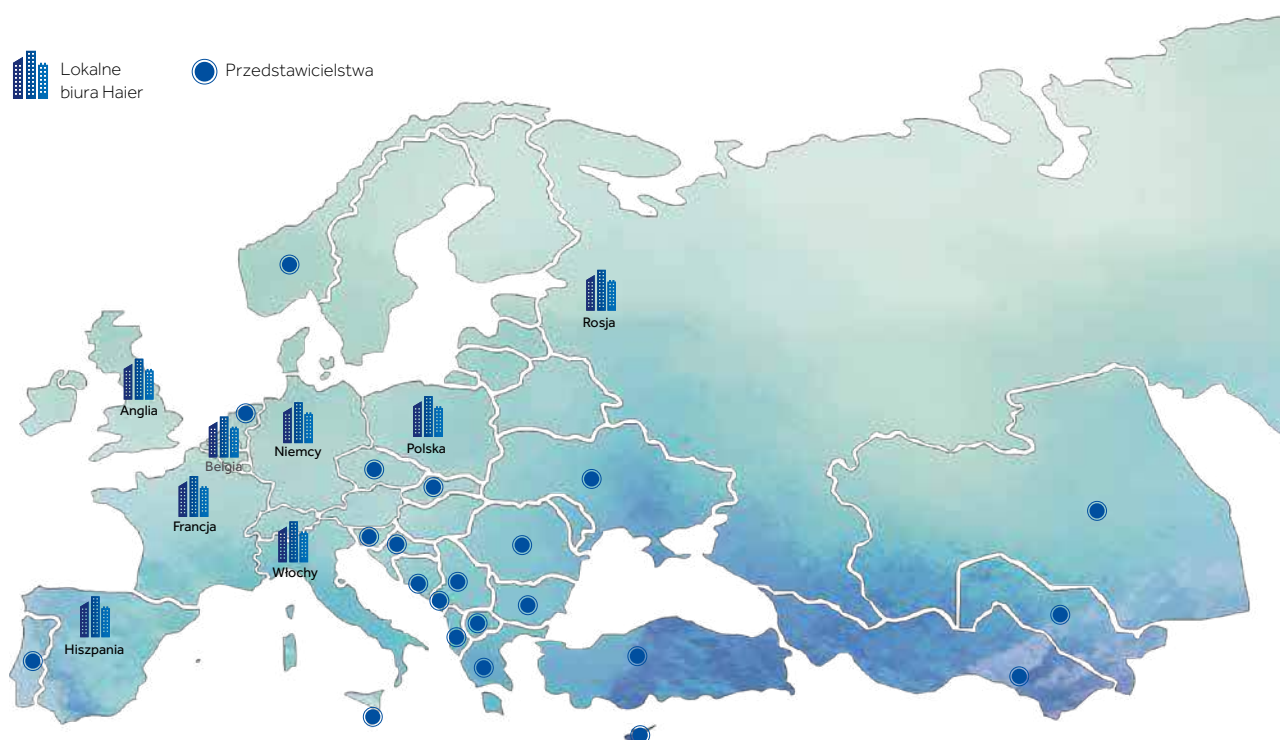 Lokalne
biura Haier
Przedstawicielstwa
Rosja
Anglia
Belgia
Niemcy
Polska
Francja
Włochy
Hiszpania